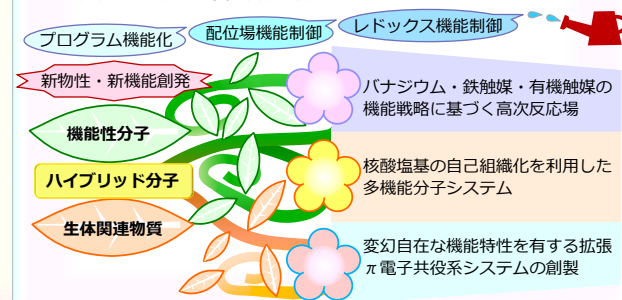 プログラム機能化
配位場機能制御
レドックス機能制御
新物性・新機能創発
機能性分子
ハイブリッド分子
生体関連物質
バナジウム・鉄触媒・有機触媒の
機能戦略に基づく高次反応場
核酸塩基の自己組織化を利用した
多機能分子システム
変幻自在な機能特性を有する拡張
π電子共役系システムの創製